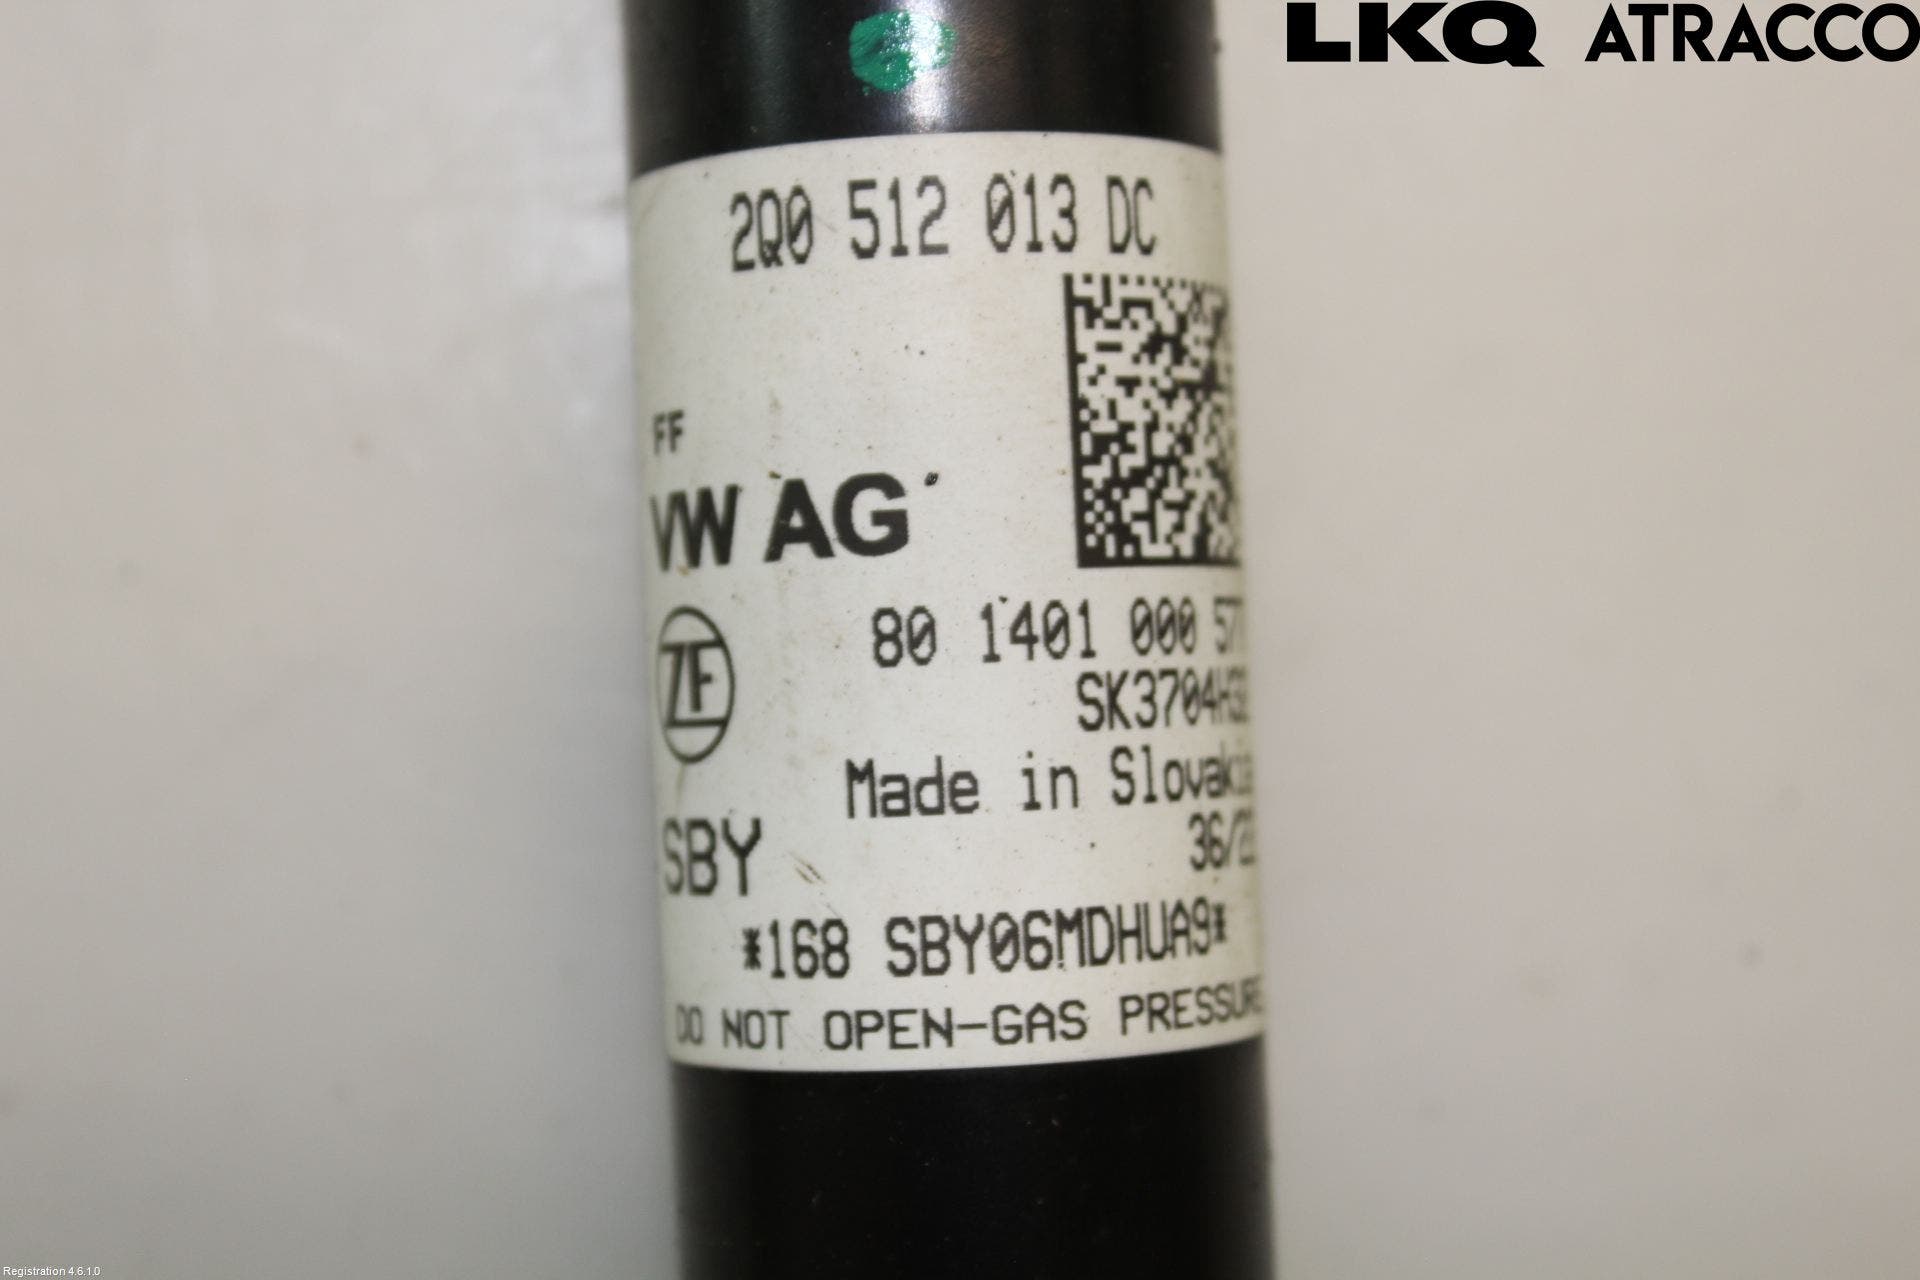 LKQ ATRACCO
2Q0 512 013 DC
FF
VW AG
80 1401 000
ZF
Made in
SBY
*168 SBY06MDHUA9*
DO NOT OPEN-GAS PRESSURE
Registration 4.6.1.0